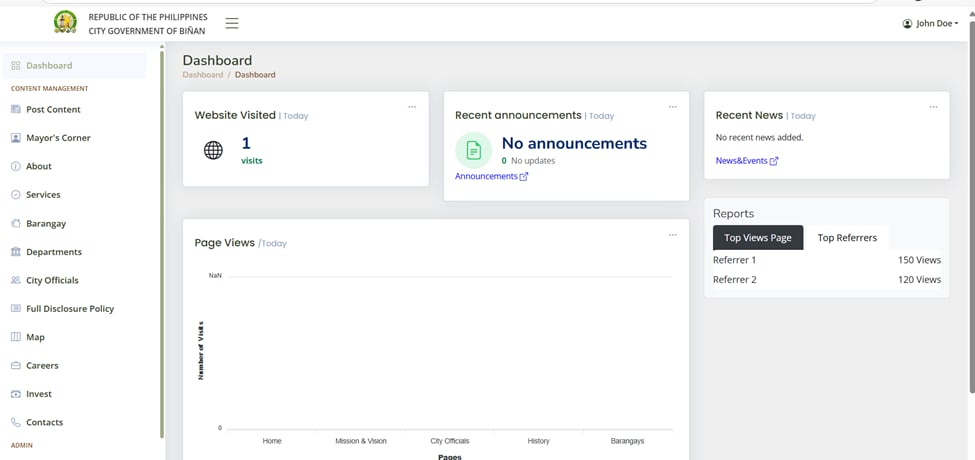 REPUBLIC OF THE PHILIPPINES
CITY GOVERNMENT OF BIÑAN
John Doe
Dashboard
CONTENT MANAGEMENT
Post Content
Mayor's Corner
About
Services
Barangay
Departments
City Officials
Full Disclosure Policy
Map
Careers
Invest
Contacts
ADMIN
Dashboard
Dashboard / Dashboard
Website Visited | Today
1
visits
Recent announcements | Today
No announcements
0 No updates
Announcements
Recent News | Today
No recent news added.
News&Events
Page Views /Today
NaN
Number of Visits
0
Home Mission & Vision City Officials History Barangays
Pages
Reports
Top Views Page Top Referrers
Referrer 1 150 Views
Referrer 2 120 Views